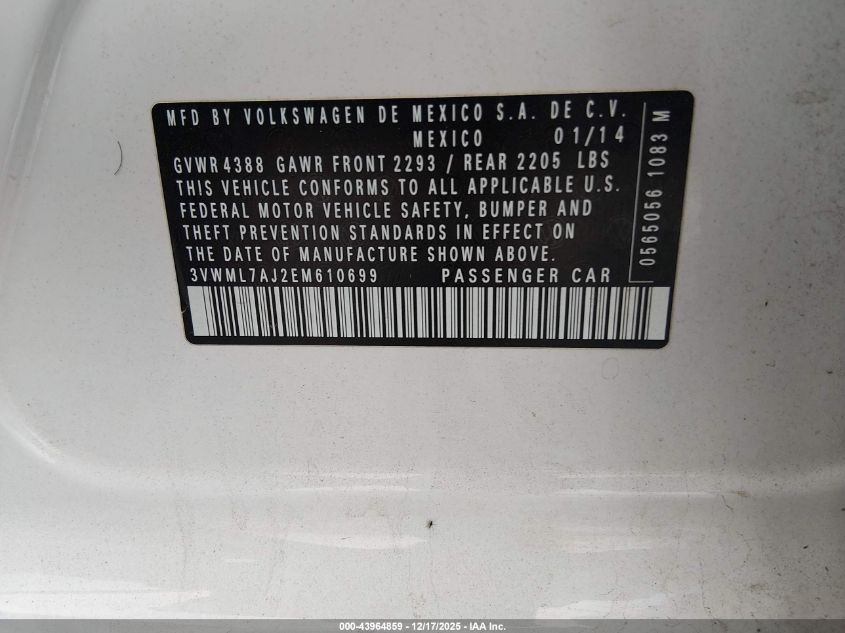 MFD BY VOLKSWAGEN DE MEXICO S.A. DE C.V.
MEXICO 01/14
GVWR 4388 GAWR FRONT 2293 / REAR 2205 LBS
THIS VEHICLE CONFORMS TO ALL APPLICABLE U.S.
FEDERAL MOTOR VEHICLE SAFETY, BUMPER AND
THEFT PREVENTION STANDARDS IN EFFECT ON
THE DATE OF MANUFACTURE SHOWN ABOVE.
3VWML7AJ2EM610699 PASSENGER CAR
0565056 1083 M
000-43964859 — 12/17/2025 — IAA Inc.